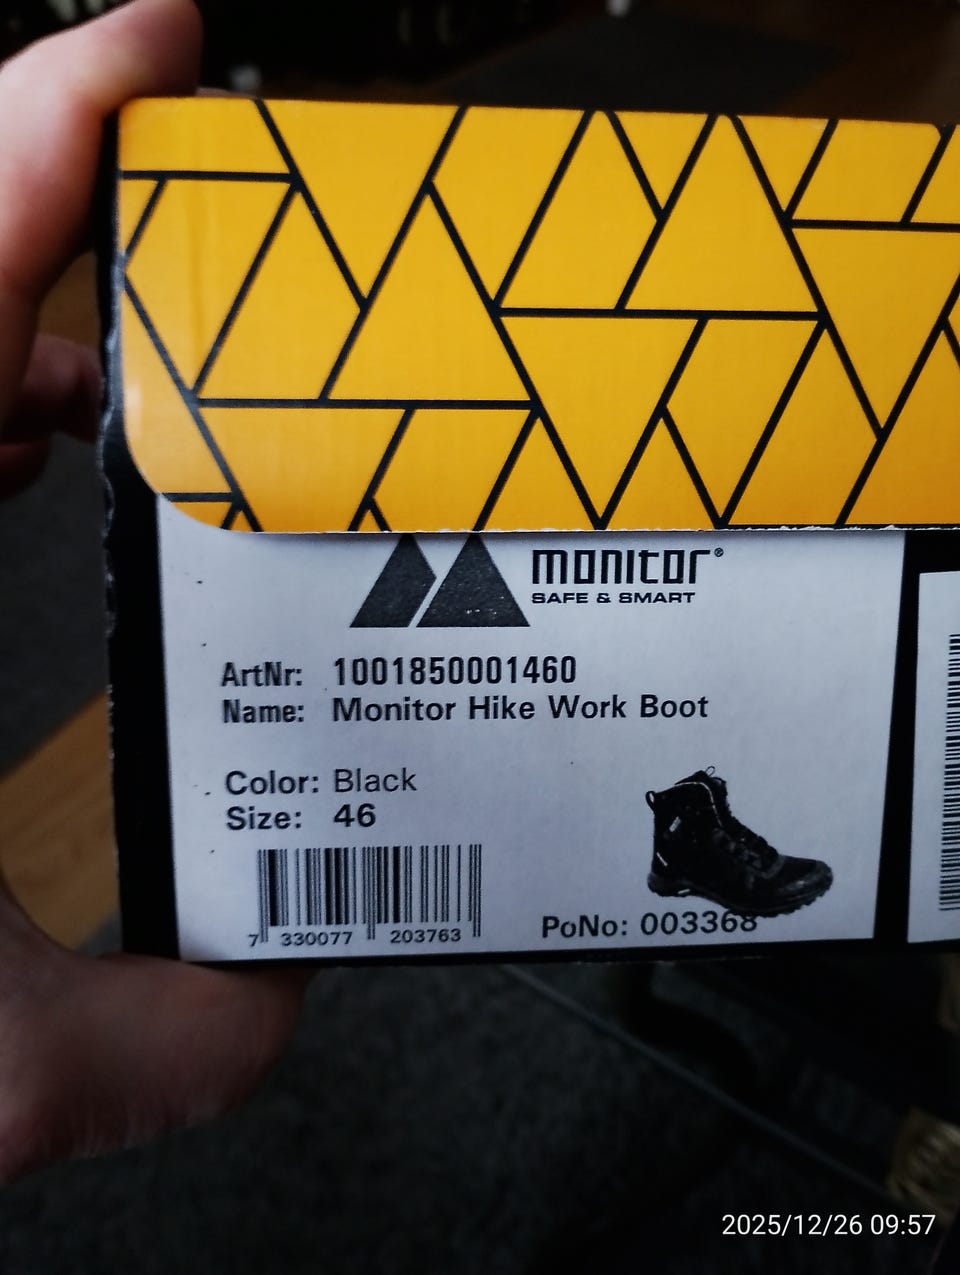 monitor®
SAFE & SMART
ArtNr: 1001850001460
Name: Monitor Hike Work Boot
Color: Black
Size: 46
7 330077 203763
PoNo: 003368
2025/12/26 09:57